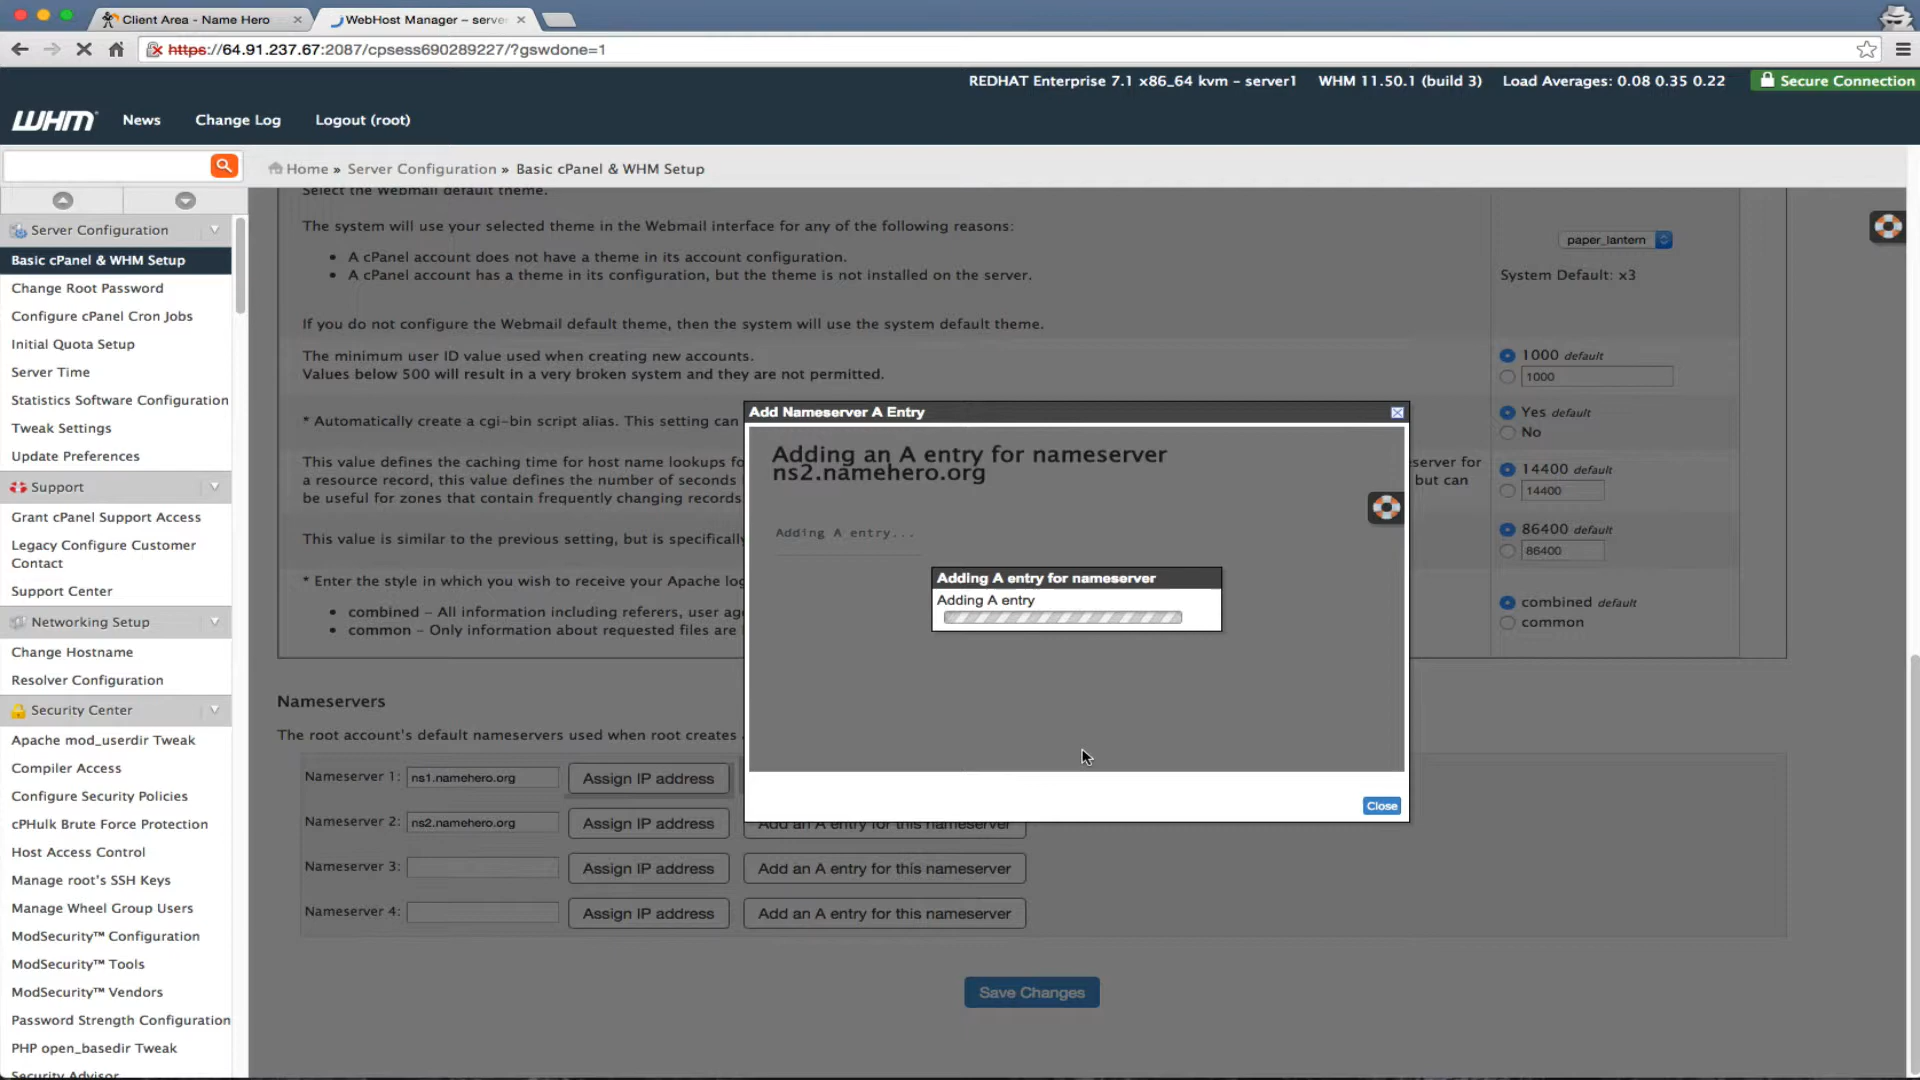 Client Area - Name Hero
WebHost Manager – serve
https://64.91.237.67:2087/cpsess690289227/?gswdone=1
REDHAT Enterprise 7.1 x86_64 kvm – server1
WHM 11.50.1 (build 3)
Load Averages: 0.08 0.35 0.22
Secure Connection
WHM
News
Change Log
Logout (root)
Home »
Server Configuration »
Basic cPanel & WHM Setup
Server Configuration
Basic cPanel & WHM Setup
Change Root Password
Configure cPanel Cron Jobs
Initial Quota Setup
Server Time
Statistics Software Configuration
Tweak Settings
Update Preferences
Support
Grant cPanel Support Access
Legacy Configure Customer
Contact
Support Center
Networking Setup
Change Hostname
Resolver Configuration
Security Center
Apache mod_userdir Tweak
Compiler Access
Configure Security Policies
cPHulk Brute Force Protection
Host Access Control
Manage root's SSH Keys
Manage Wheel Group Users
ModSecurity™ Configuration
ModSecurity™ Tools
ModSecurity™ Vendors
Password Strength Configuration
PHP open_basedir Tweak
Security Advisor
Select the Webmail default theme.
The system will use your selected theme in the Webmail interface for any of the following reasons:
• A cPanel account does not have a theme in its account configuration.
• A cPanel account has a theme in its configuration, but the theme is not installed on the server.
If you do not configure the Webmail default theme, then the system will use the system default theme.
paper_lantern
System Default: x3
The minimum user ID value used when creating new accounts.
Values below 500 will result in a very broken system and they are not permitted.
1000 default
1000
* Automatically create a cgi-bin script alias. This setting can
Yes default
No
This value defines the caching time for host name lookups fo
erver for
a resource record, this value defines the number of seconds
but can
be useful for zones that contain frequently changing records
14400 default
14400
This value is similar to the previous setting, but is specifically
86400 default
86400
* Enter the style in which you wish to receive your Apache log
• combined – All information including referers, user age
• common – Only information about requested files are l
combined default
common
Add Nameserver A Entry
Adding an A entry for nameserver
ns2.namehero.org
Adding A entry...
Adding A entry for nameserver
Adding A entry
Close
Nameservers
The root account's default nameservers used when root creates
Nameserver 1:
ns1.namehero.org
Assign IP address
Nameserver 2:
ns2.namehero.org
Assign IP address
Add an A entry for this nameserver
Nameserver 3:
Assign IP address
Add an A entry for this nameserver
Nameserver 4:
Assign IP address
Add an A entry for this nameserver
Save Changes